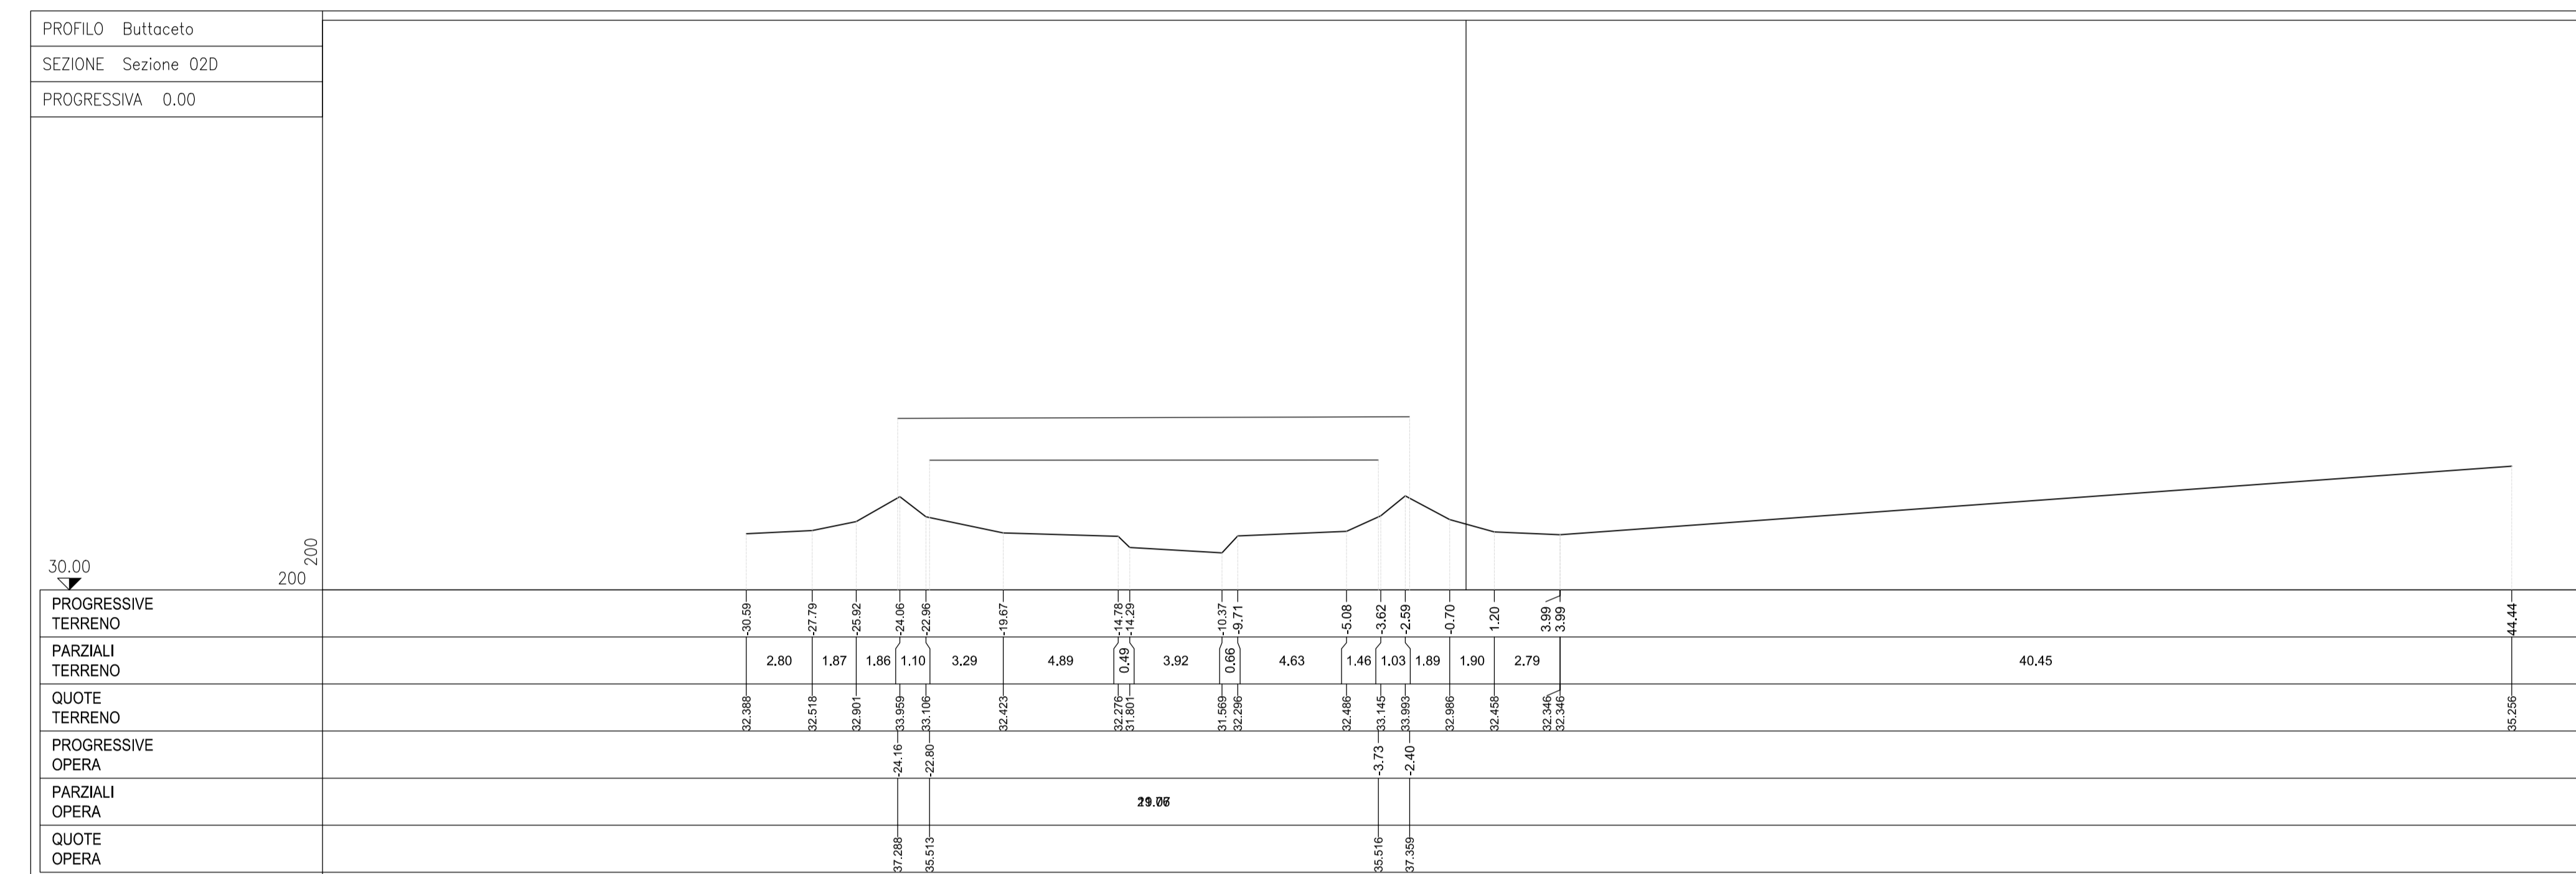 PROFILO Buttaceto
SEZIONE Sezione 02D
PROGRESSIVA 0.00
30.00
200
200
PROGRESSIVE
TERRENO
-30.59 -27.79 -25.92 -24.06 -22.96 -19.67 -14.78 -14.29 -10.37 -9.71 -5.08 -3.62 -2.59 -0.70 1.20 3.99 3.99 44.44
PARZIALI
TERRENO
2.80 1.87 1.86 1.10 3.29 4.89 0.49 3.92 0.66 4.63 1.46 1.03 1.89 1.90 2.79 40.45
QUOTE
TERRENO
32.388 32.518 32.901 33.959 33.106 32.423 32.276 31.801 31.569 32.296 32.486 33.145 33.993 32.986 32.458 32.346 32.346 35.256
PROGRESSIVE
OPERA
-24.16 -22.80 -3.73 -2.40
PARZIALI
OPERA
QUOTE
OPERA
37.288 35.513 35.516 37.359